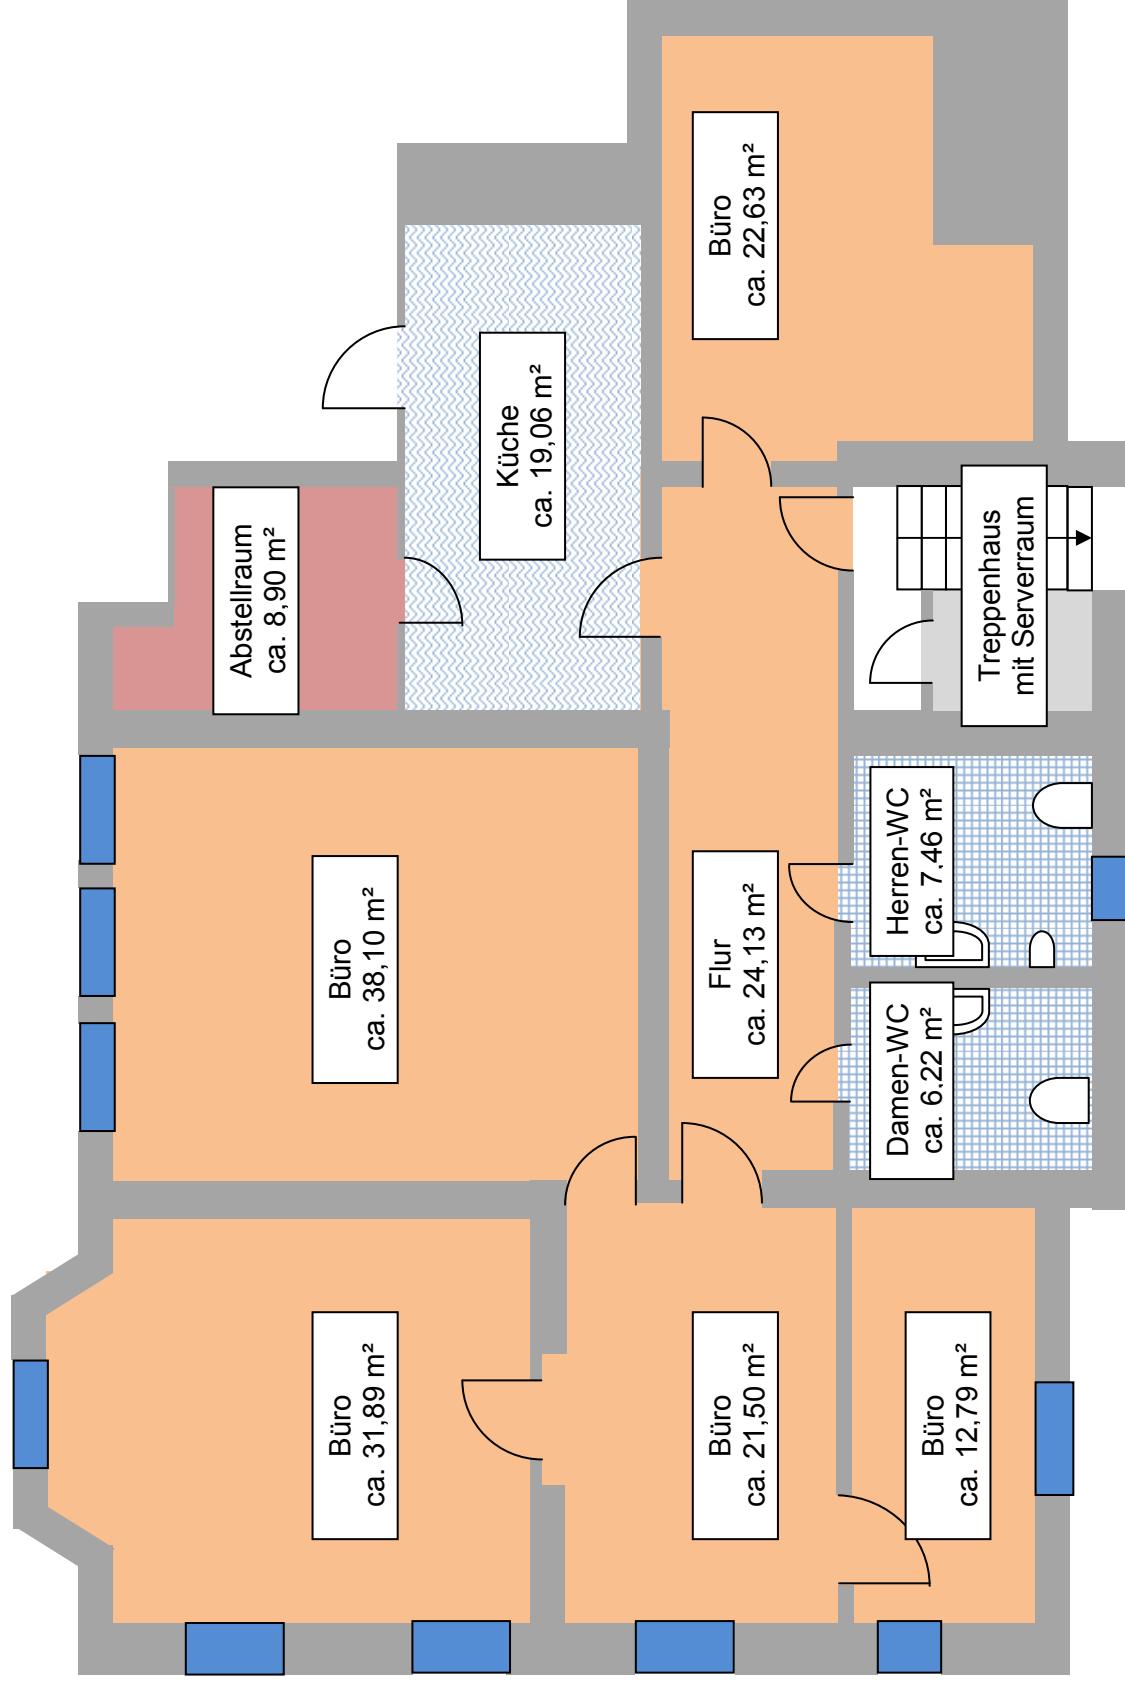 Büro
ca. 22,63 m²
Küche
ca. 19,06 m²
Abstellraum
ca. 8,90 m²
Treppenhaus
mit Serverraum
Büro
ca. 38,10 m²
Flur
ca. 24,13 m²
Herren-WC
ca. 7,46 m²
Damen-WC
ca. 6,22 m²
Büro
ca. 31,89 m²
Büro
ca. 21,50 m²
Büro
ca. 12,79 m²